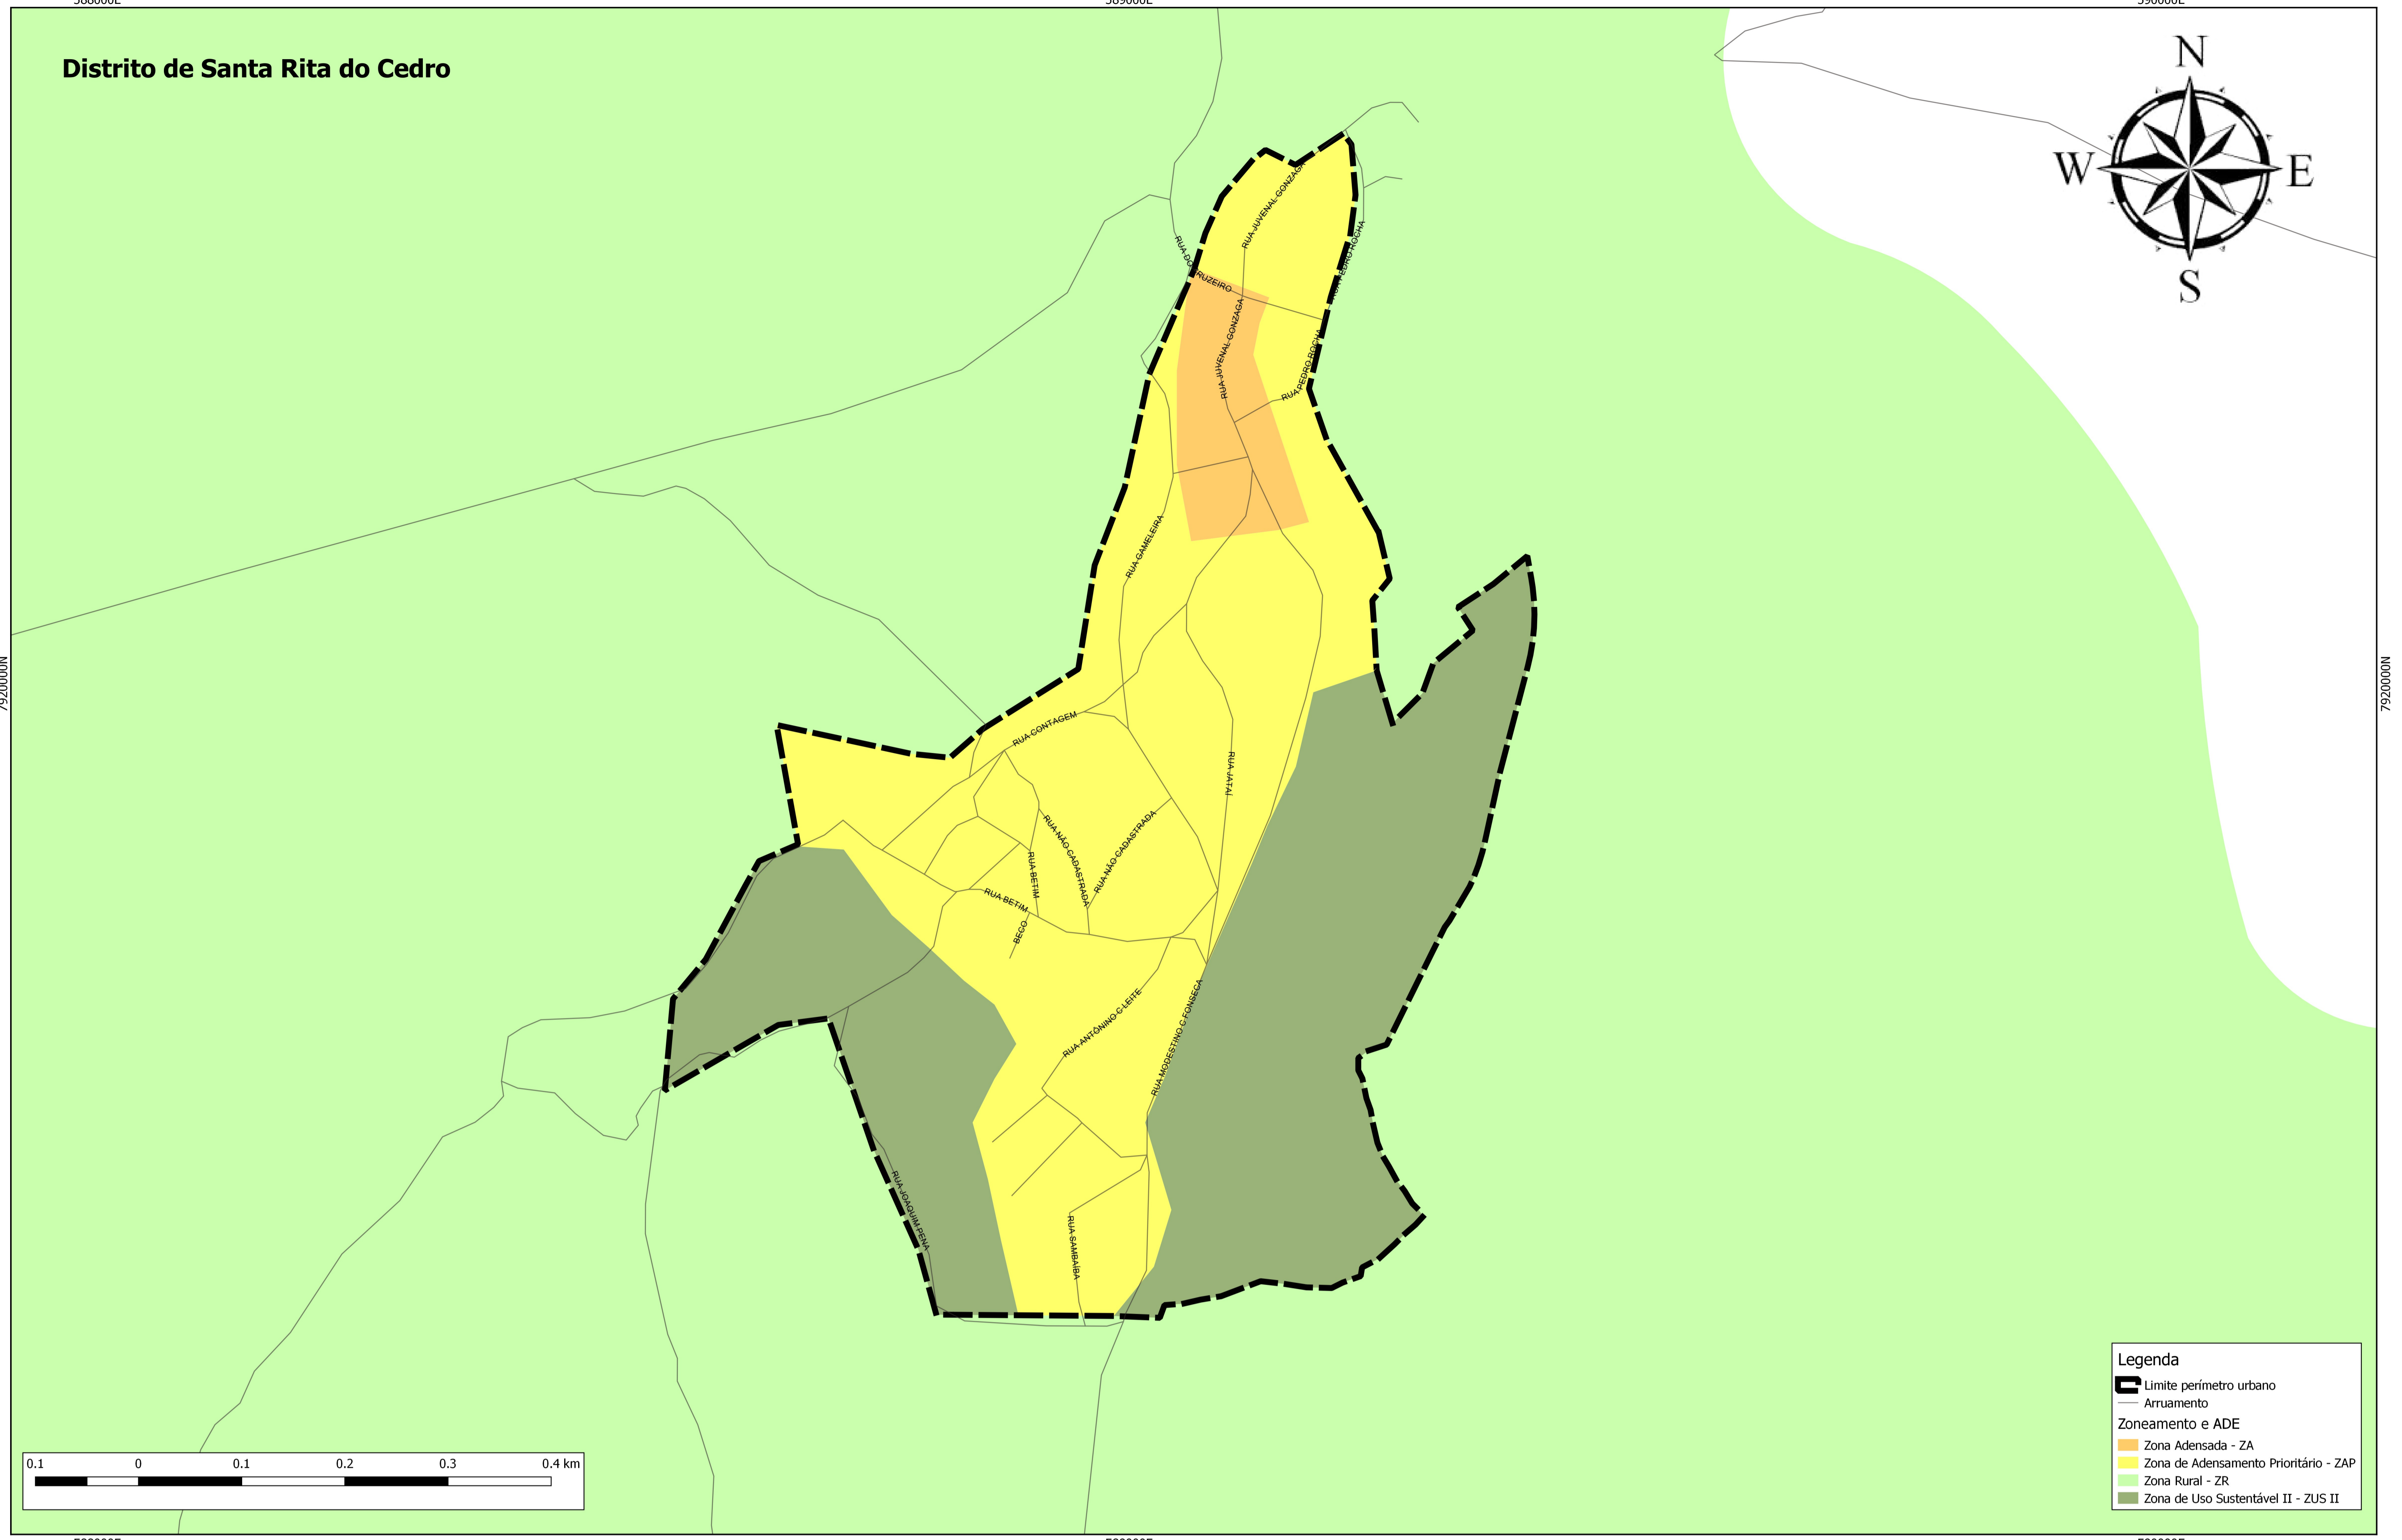 588000E 589000E 590000E
Distrito de Santa Rita do Cedro
N
W E
S
RUA JUVENAL GONZAGA
RUA DO CRUZEIRO
RUA PEDRO ROCHA
RUA JUVENAL GONZAGA
RUA PEDRO ROCHA
RUA GAMELEIRA
7920000N
7920000N
RUA CONTAGEM
RUA JATAÍ
RUA NÃO CADASTRADA
RUA NÃO CADASTRADA
RUA BETIM
RUA BETIM
BECO
RUA ANTÔNINO C LEITE
RUA MODESTINO C FONSECA
RUA JOAQUIM PENA
RUA SAMBAÍBA
Legenda
Limite perímetro urbano
Arruamento
Zoneamento e ADE
Zona Adensada - ZA
Zona de Adensamento Prioritário - ZAP
Zona Rural - ZR
Zona de Uso Sustentável II - ZUS II
0.1 0 0.1 0.2 0.3 0.4 km